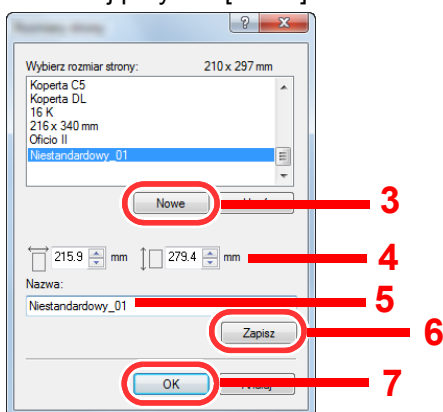 Wybierz rozmiar strony: 210 x 297 mm
Koperta C5
Koperta DL
16 K
216 x 340 mm
Oficio II
Niestandardowy_01
Nowe
3
215.9 mm 279.4 mm
4
Nazwa:
5
Niestandardowy_01
Zapisz
6
OK
7